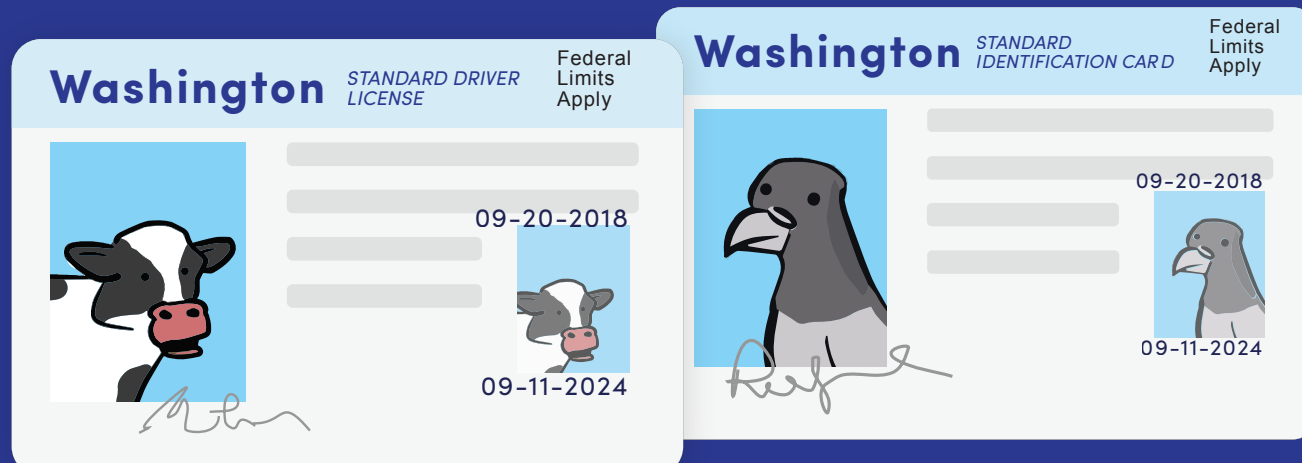 Washington
STANDARD DRIVER
LICENSE
Federal
Limits
Apply
09-20-2018
09-11-2024
Washington
STANDARD
IDENTIFICATION CARD
Federal
Limits
Apply
09-20-2018
09-11-2024